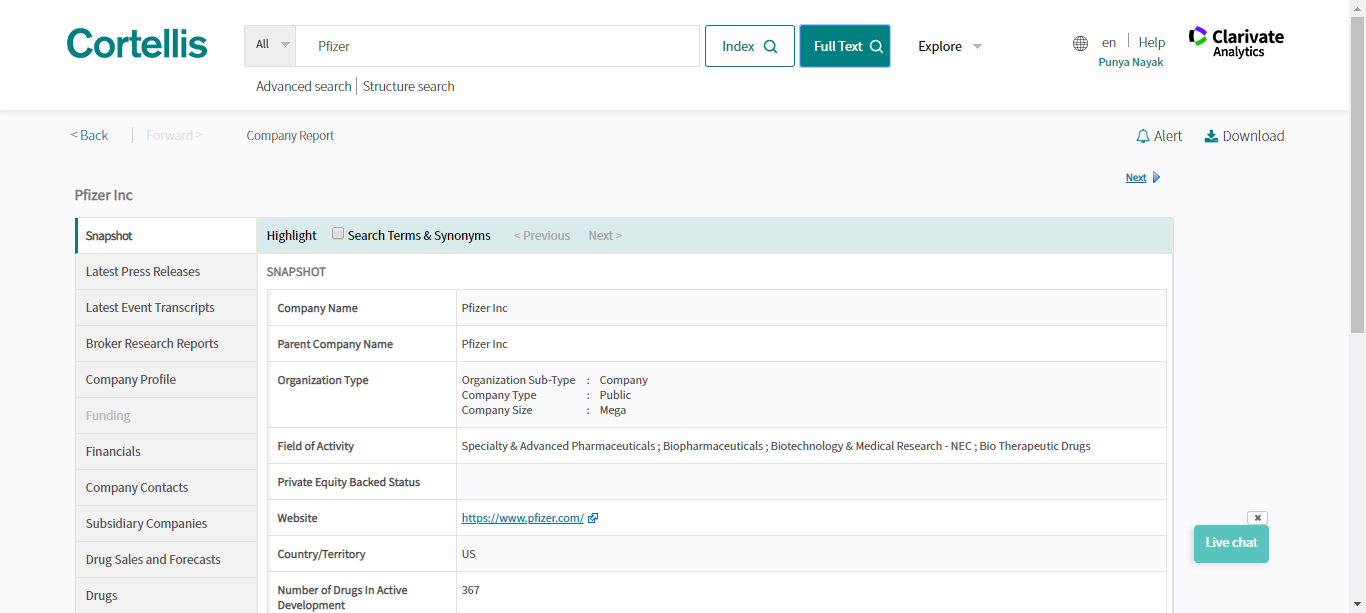 Cortellis
All
Pfizer
Index
Full Text
Explore
en
Help
Punya Nayak
Clarivate
Analytics
Advanced search
Structure search
< Back
Forward >
Company Report
Alert
Download
Next
Pfizer Inc
Snapshot
Latest Press Releases
Latest Event Transcripts
Broker Research Reports
Company Profile
Funding
Financials
Company Contacts
Subsidiary Companies
Drug Sales and Forecasts
Drugs
Highlight Search Terms & Synonyms < Previous Next >
SNAPSHOT
Company Name Pfizer Inc
Parent Company Name Pfizer Inc
Organization Type Organization Sub-Type : Company
Company Type : Public
Company Size : Mega
Field of Activity Specialty & Advanced Pharmaceuticals ; Biopharmaceuticals ; Biotechnology & Medical Research - NEC ; Bio Therapeutic Drugs
Private Equity Backed Status
Website https://www.pfizer.com/
Country/Territory US
Number of Drugs In Active 367
Development
Live chat